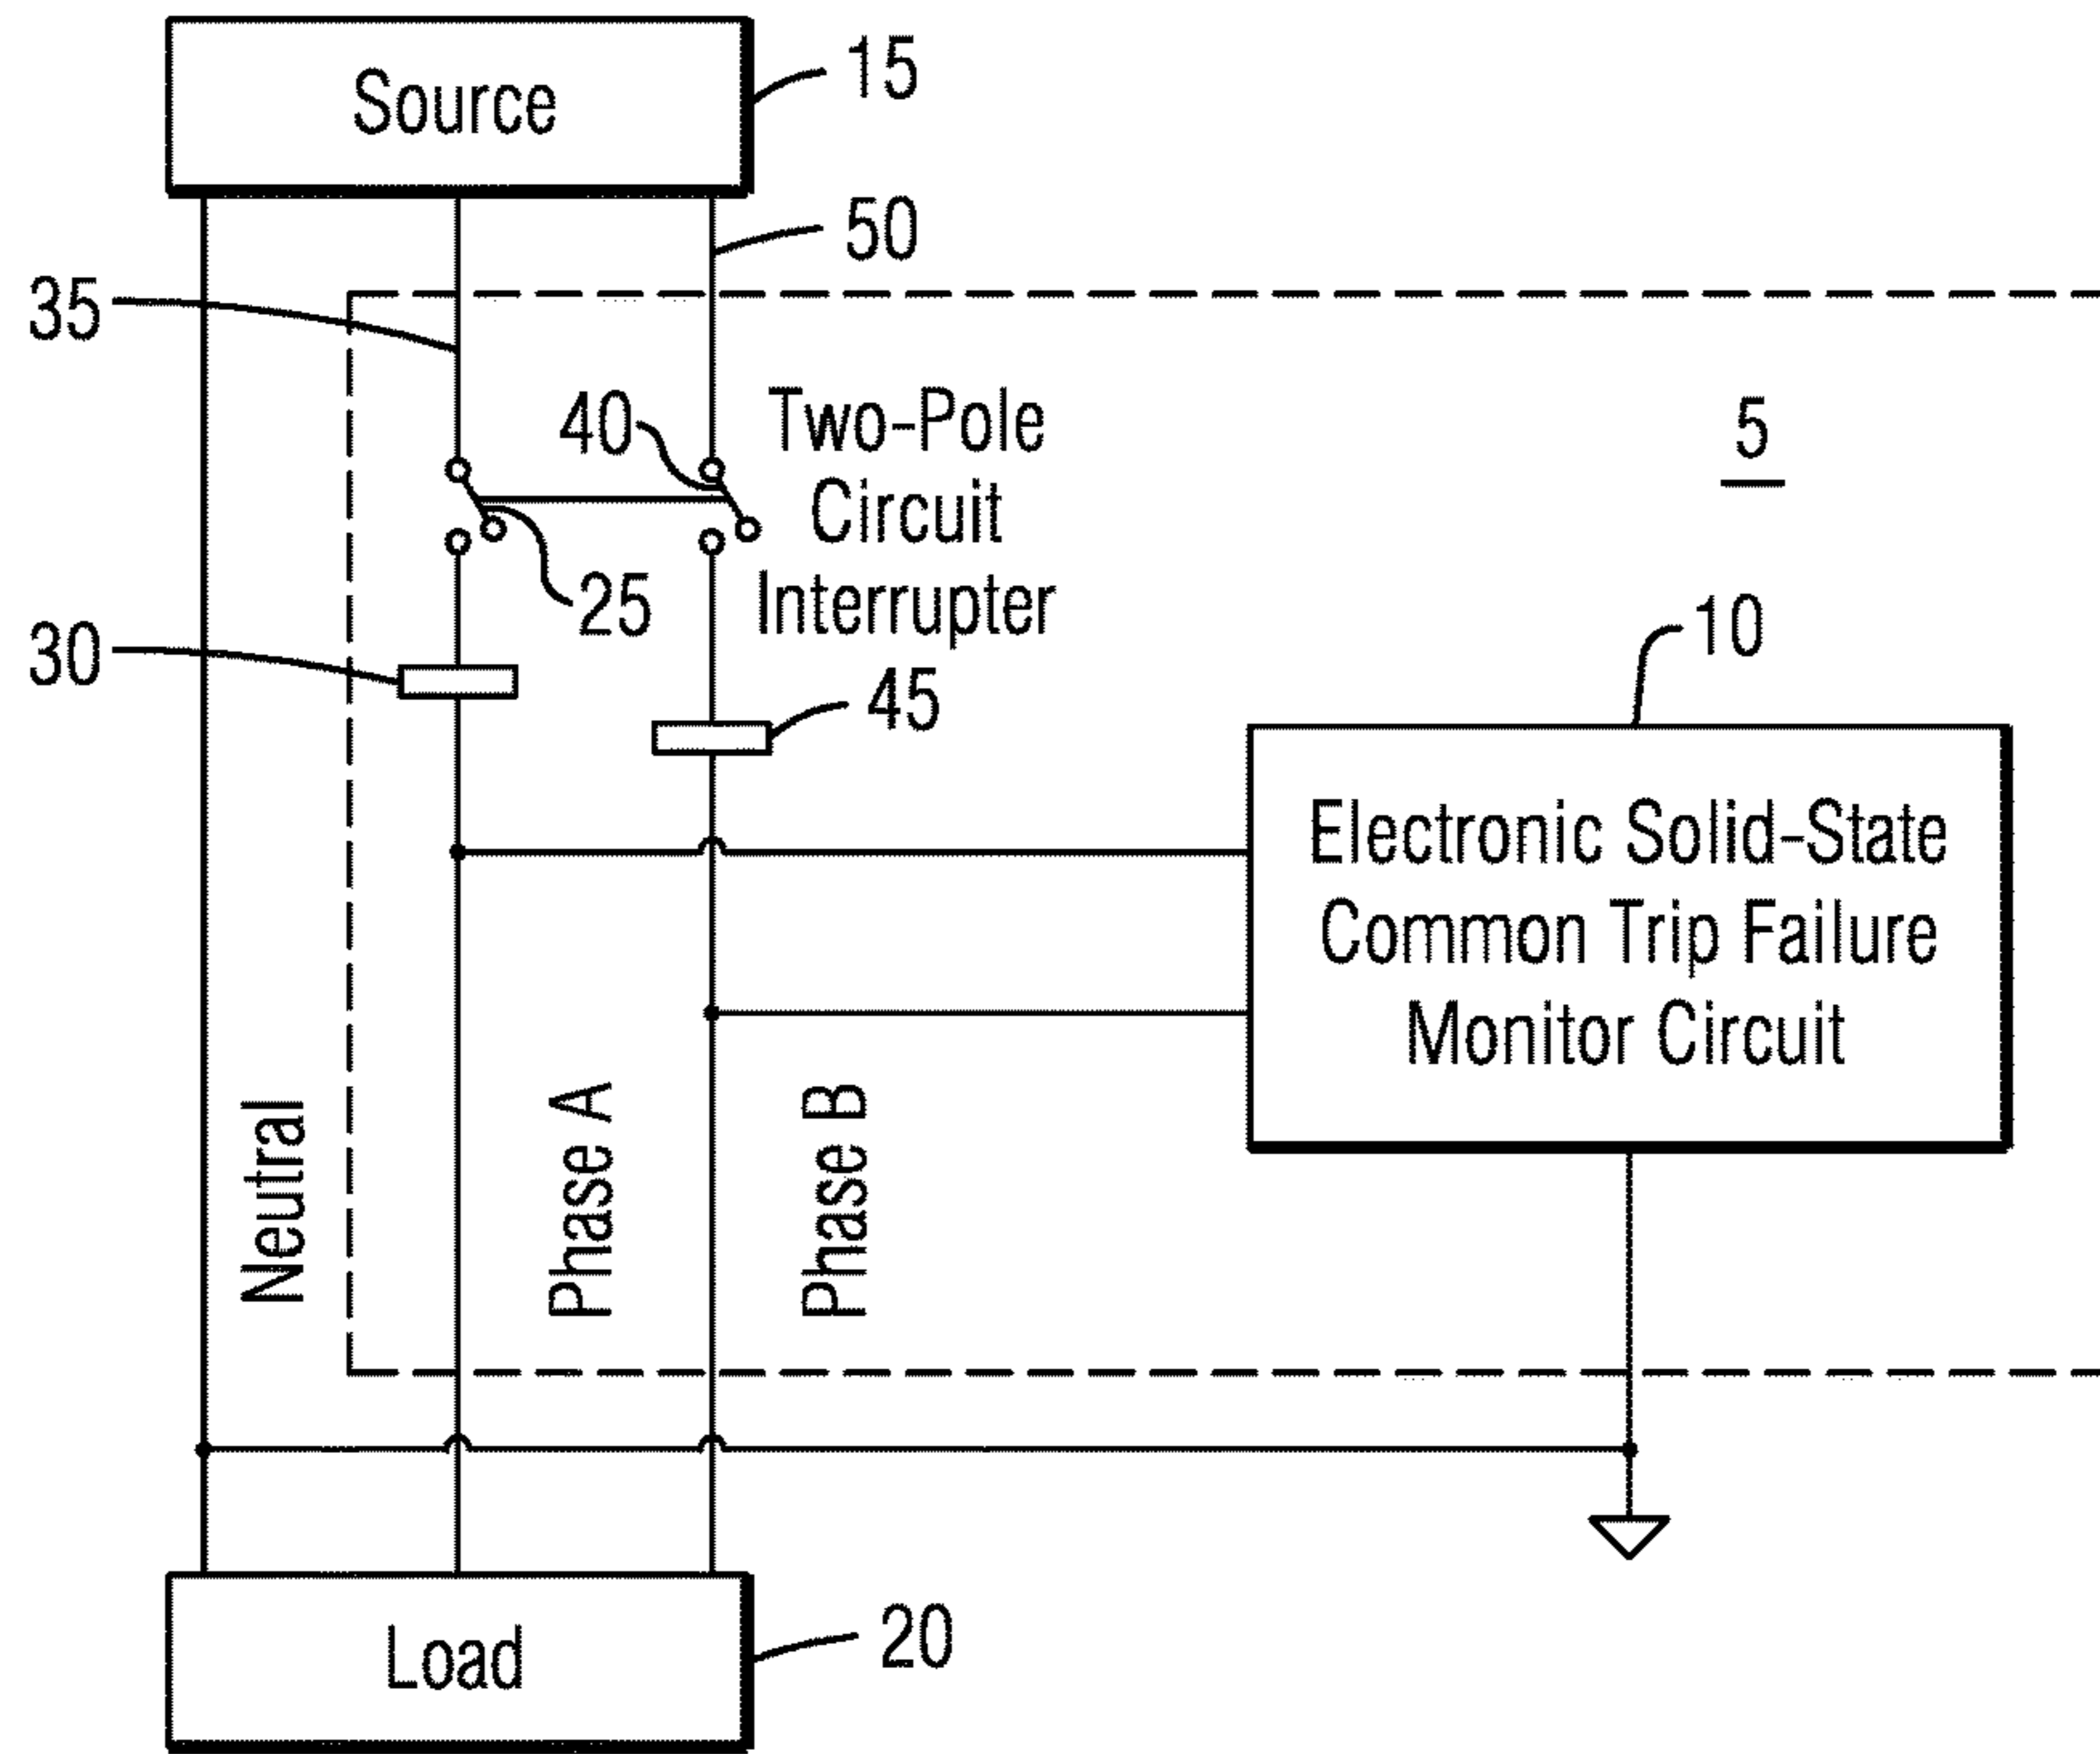 Source
15
50
35
40
Two-Pole
Circuit
Interrupter
5
25
30
45
10
Electronic Solid-State
Common Trip Failure
Monitor Circuit
Neutral
Phase A
Phase B
Load
20